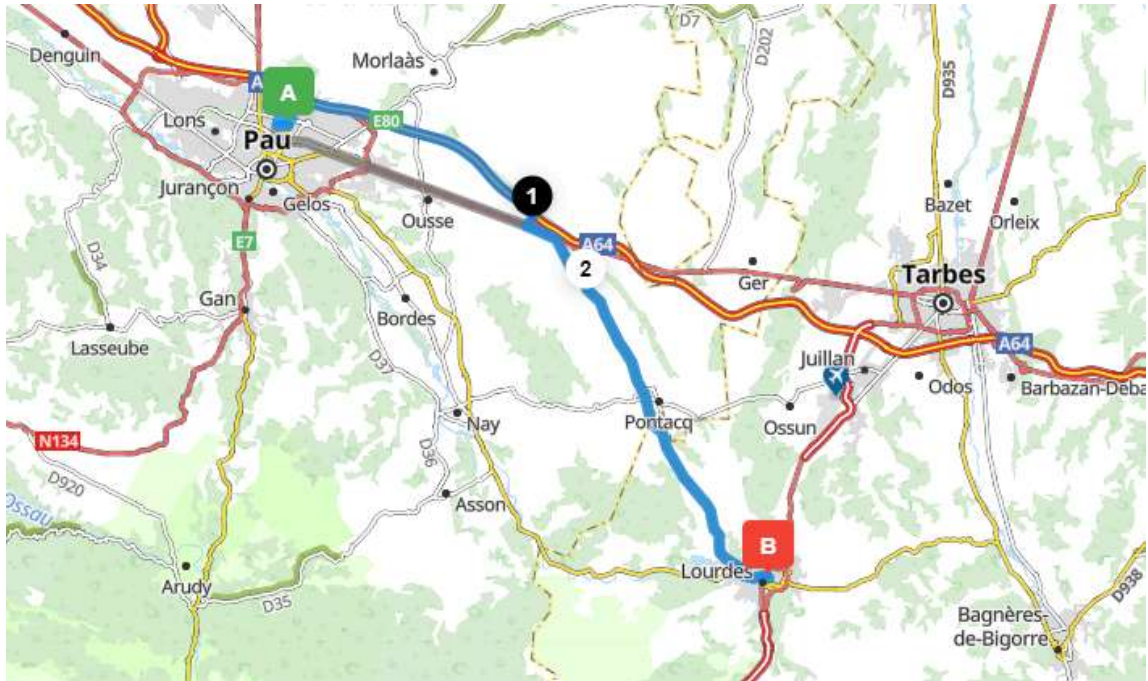 Denguin
Morlaàs
D7
D202
D935
A
A
E80
Lons
Pau
Jurançon
Gelos
Ousse
1
Bazet
Orleix
D34
E7
A64
2
Ger
Tarbes
Gan
Bordes
Lasseube
D37
Juillan
A64
Odos
Barbazan-Deba
Nay
Pontacq
Ossun
N134
D36
D920
Asson
Ossau
B
Lourdes
Arudy
D35
D938
Bagnères-
de-Bigorre